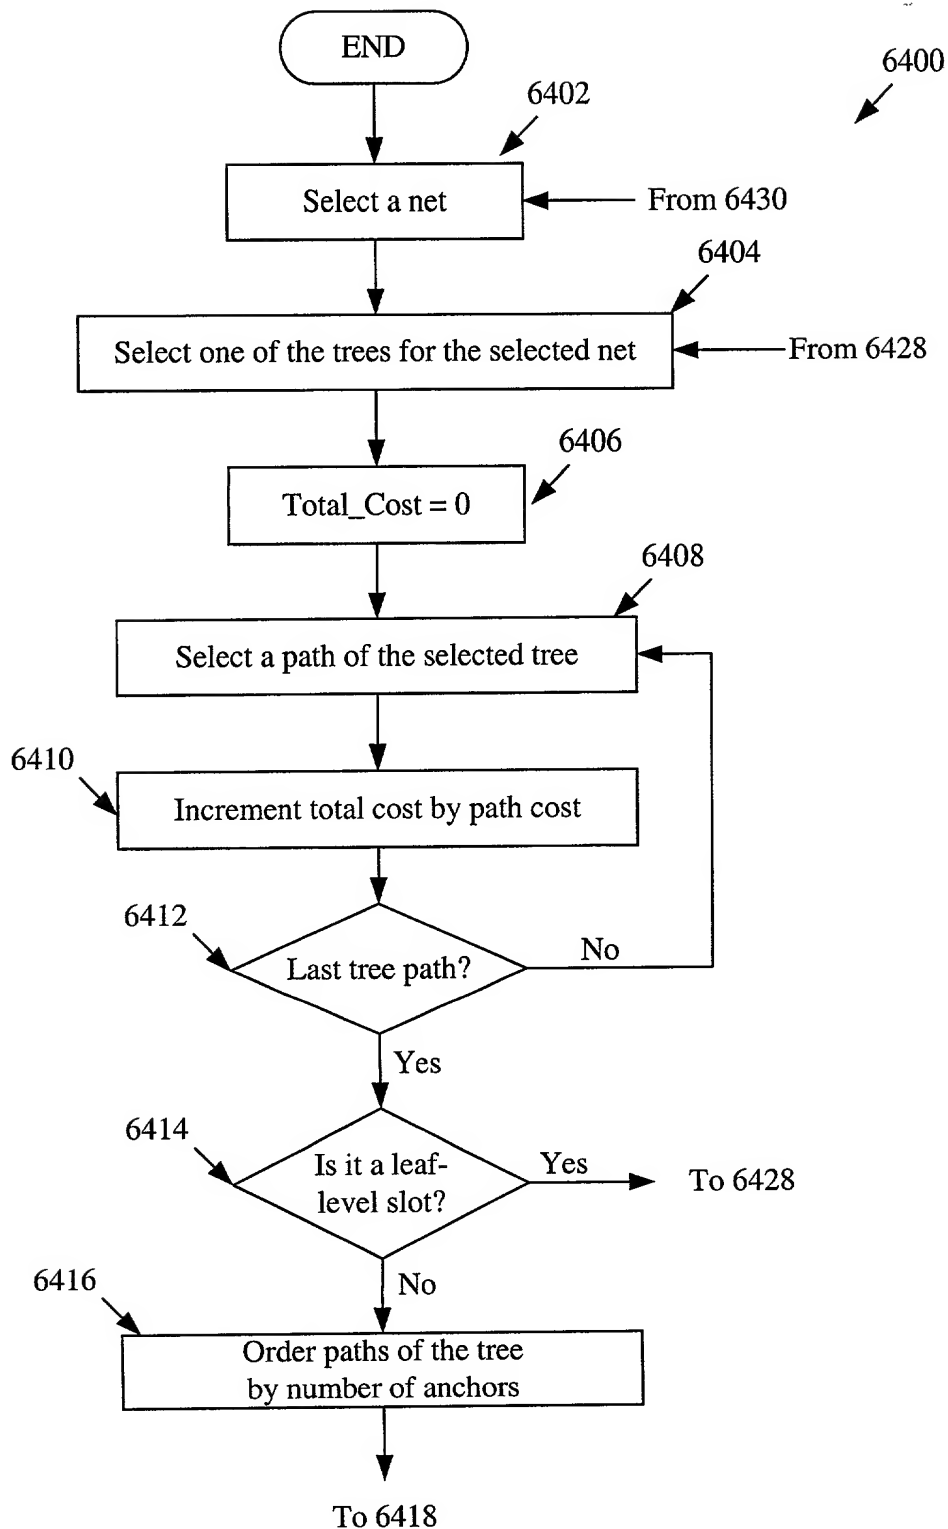 END
6400
6402
Select a net
From 6430
6404
Select one of the trees for the selected net
From 6428
6406
Total_Cost = 0
6408
Select a path of the selected tree
6410
Increment total cost by path cost
6412
Last tree path?
No
Yes
6414
Is it a leaf-
level slot?
Yes
To 6428
No
6416
Order paths of the tree
by number of anchors
To 6418